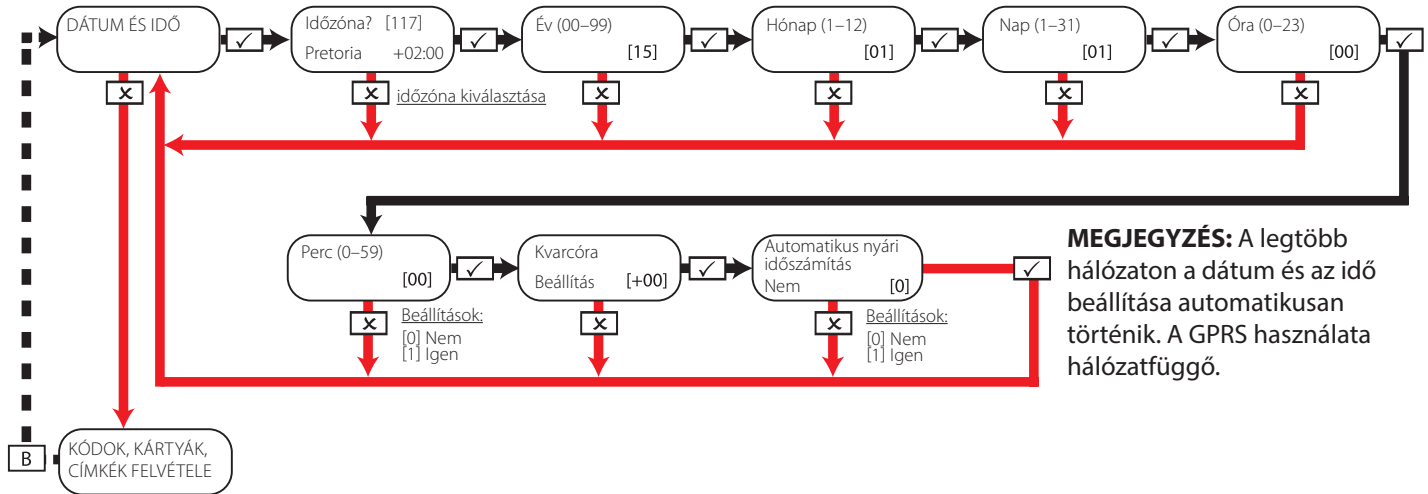 DÁTUM ÉS IDŐ
✓
Időzóna? [117]
Pretoria +02:00
✓
Év (00–99)
[15]
✓
Hónap (1–12)
[01]
✓
Nap (1–31)
[01]
✓
Óra (0–23)
[00]
✓
x
x
időzóna kiválasztása
x
x
x
x
Perc (0–59)
[00]
✓
Kvarcóra
Beállítás [+00]
✓
Automatikus nyári
időszámítás
Nem [0]
✓
x
Beállítások:
[0] Nem
[1] Igen
x
x
Beállítások:
[0] Nem
[1] Igen
MEGJEGYZÉS: A legtöbb
hálózaton a dátum és az idő
beállítása automatikusan
történik. A GPRS használata
hálózatfüggő.
B
KÓDOK, KÁRTYÁK,
CÍMKÉK FELVÉTELE